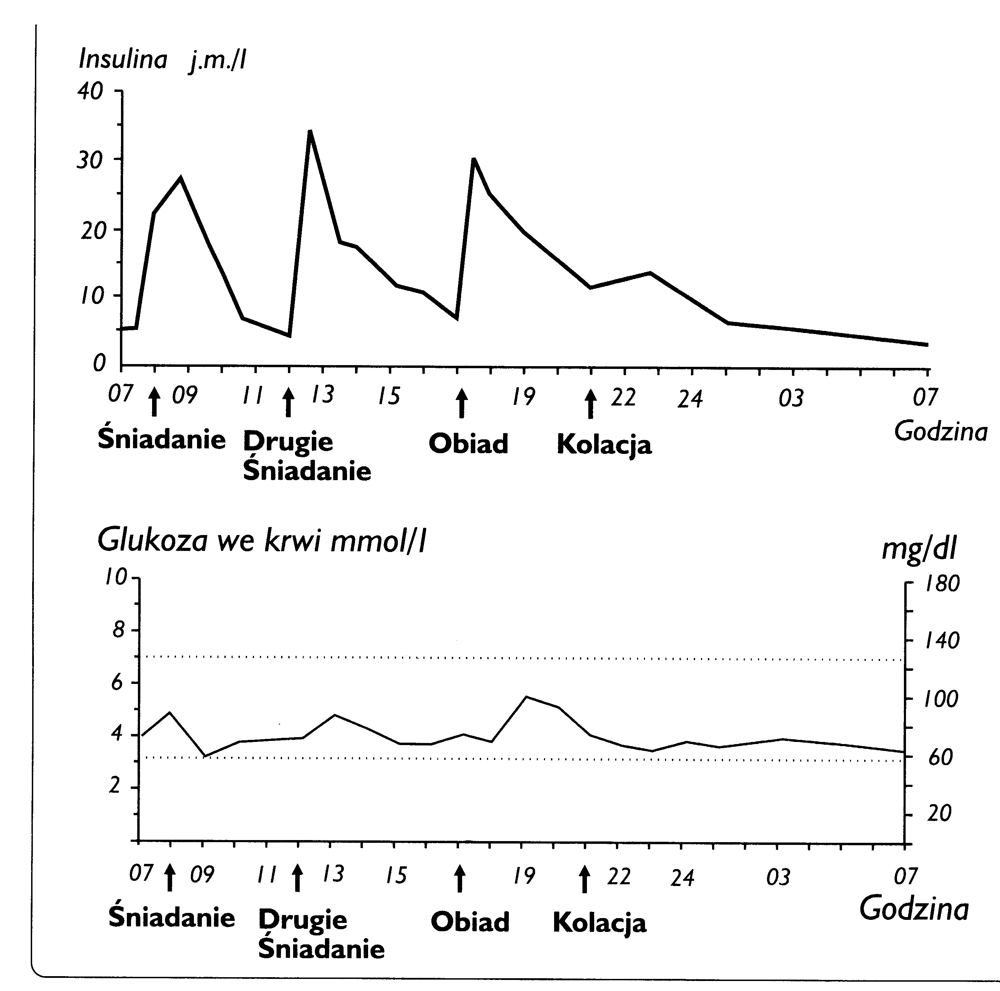 Insulina j.m./l
40
30
20
10
0
07 09 11 13 15 19 22 24 03 07
Godzina
Śniadanie Drugie Śniadanie Obiad Kolacja
Glukoza we krwi mmol/l mg/dl
10 180
8 140
6 100
4 60
2 20
07 09 11 13 15 19 22 24 03 07
Godzina
Śniadanie Drugie Śniadanie Obiad Kolacja